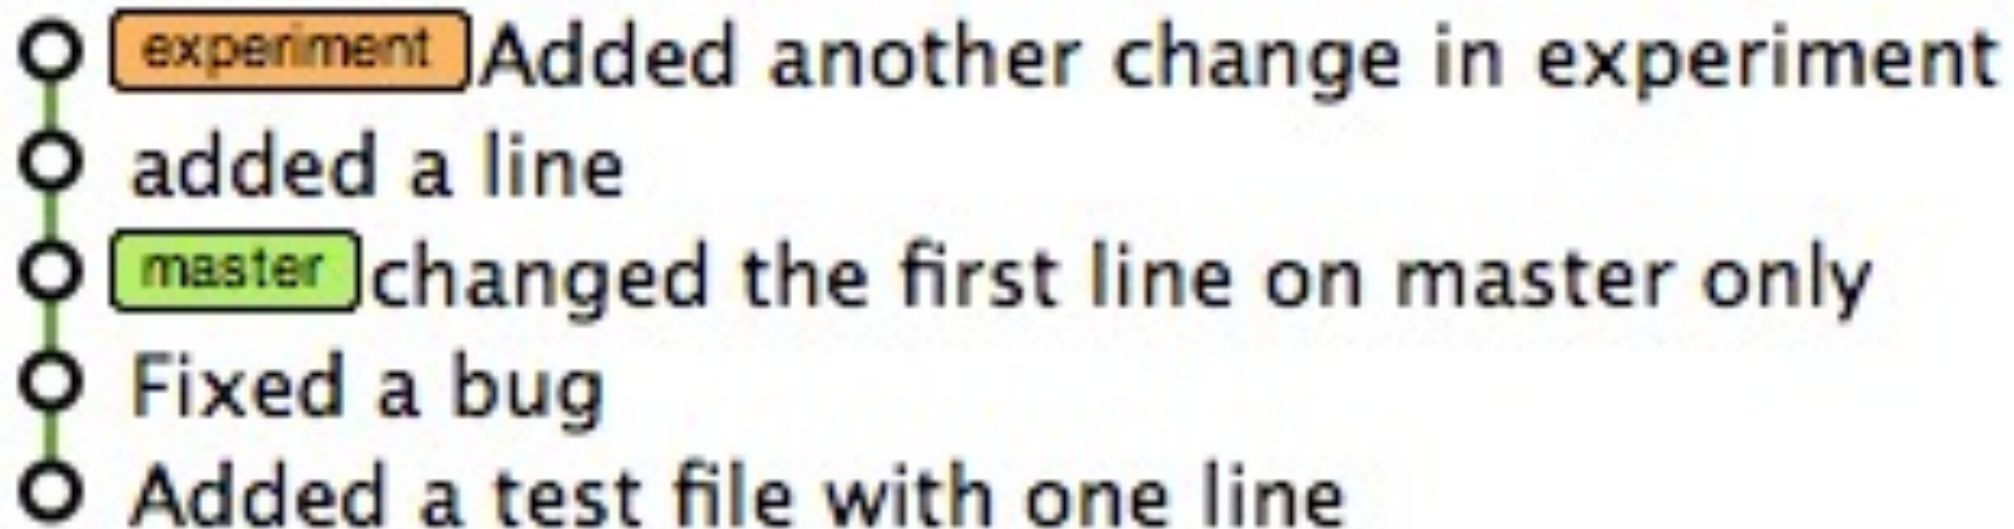 experiment Added another change in experiment
added a line
master changed the first line on master only
Fixed a bug
Added a test file with one line